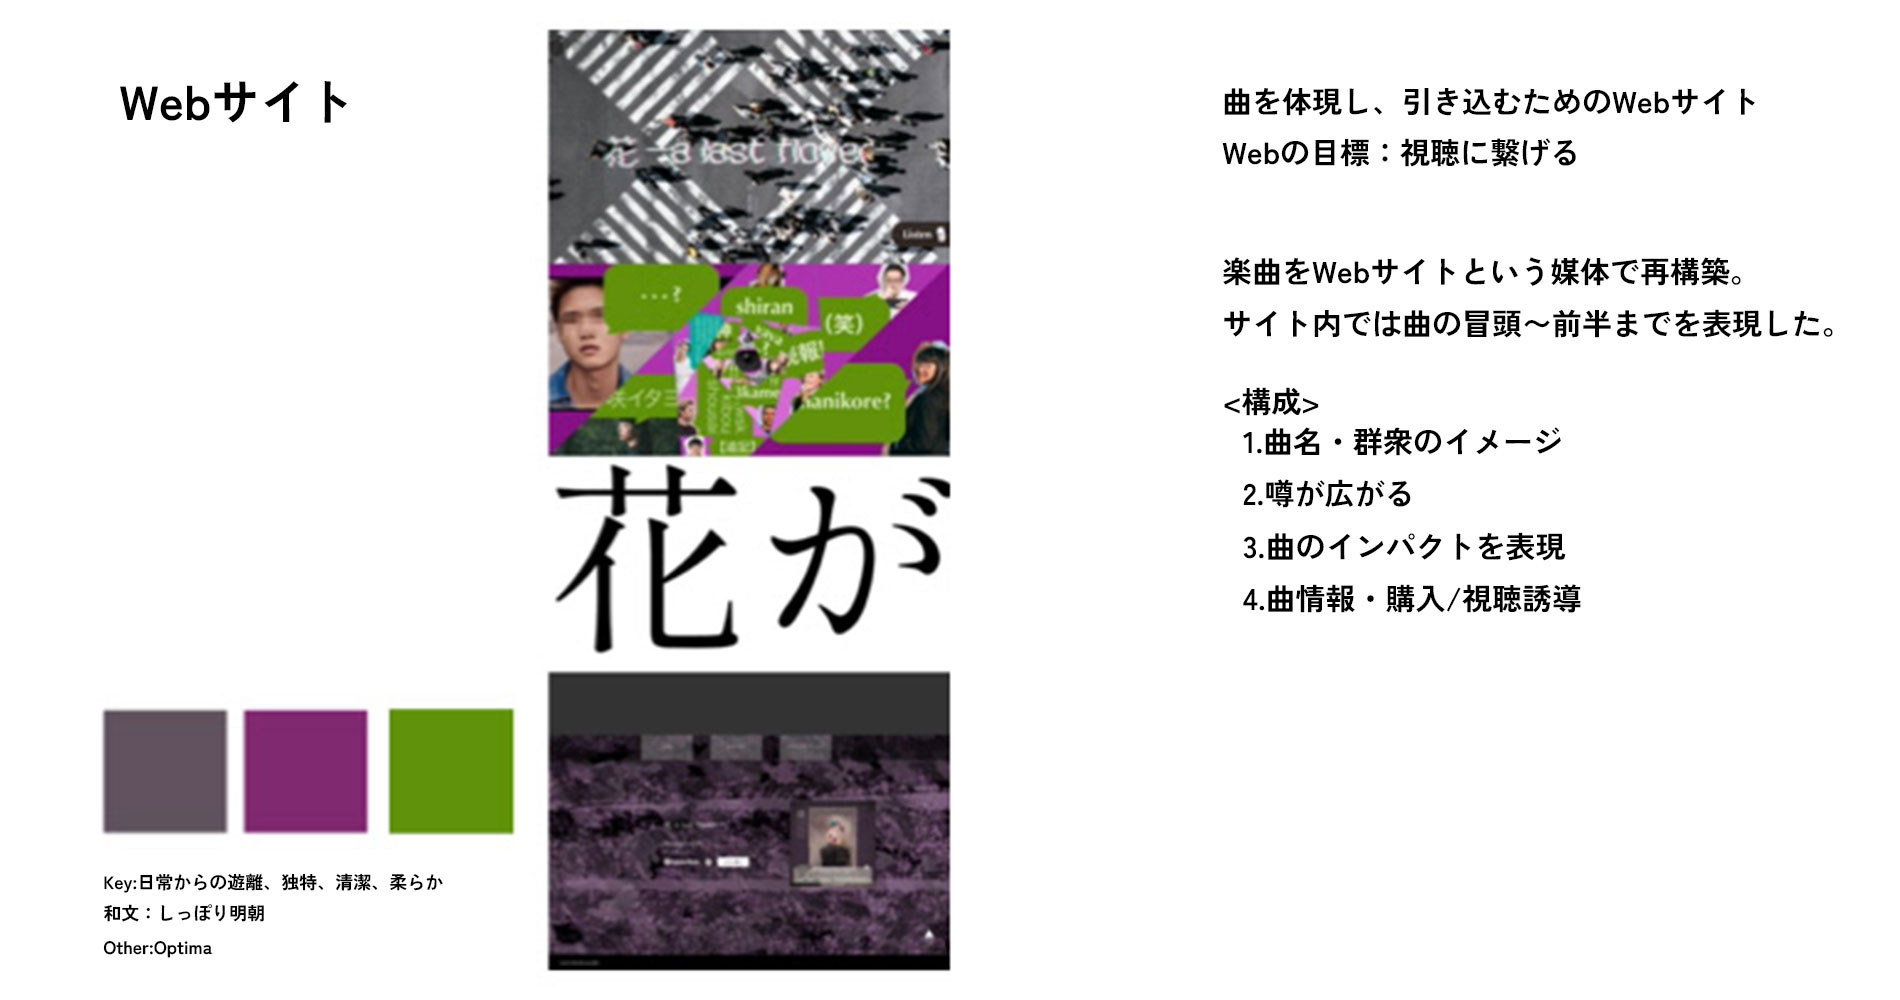 Webサイト
花 —a last flower—
Listen
…?
shiran
(笑)
速報!
咲イタヨ
nanikore?
【追記】
花が
Key:日常からの遊離、独特、清潔、柔らか
和文：しっぽり明朝
Other:Optima
曲を体現し、引き込むためのWebサイト
Webの目標：視聴に繋げる
楽曲をWebサイトという媒体で再構築。
サイト内では曲の冒頭〜前半までを表現した。
<構成>
1.曲名・群衆のイメージ
2.噂が広がる
3.曲のインパクトを表現
4.曲情報・購入/視聴誘導